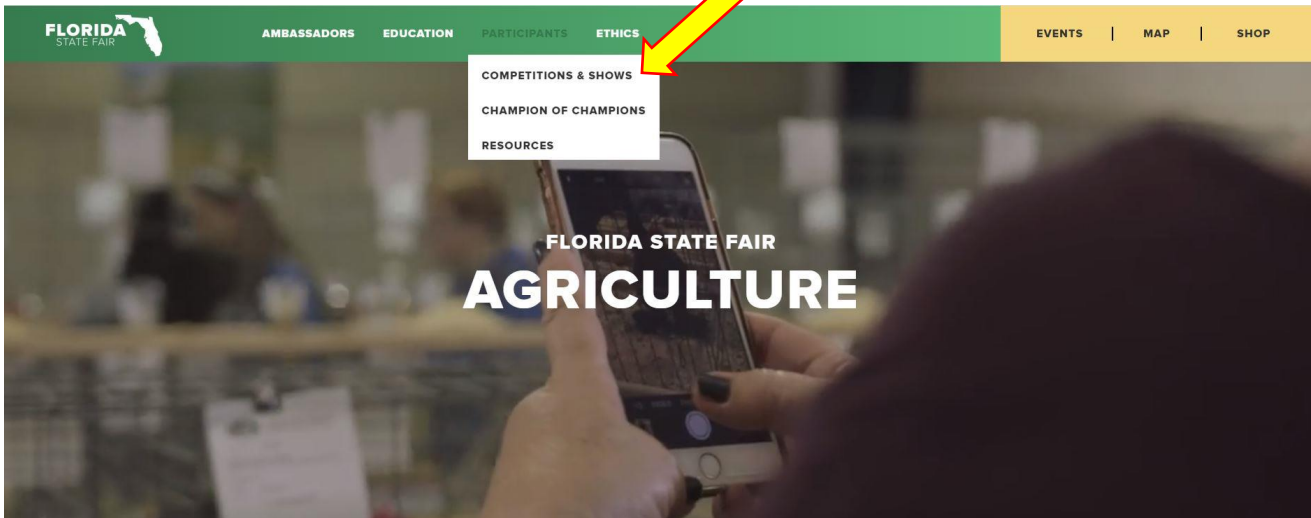 FLORIDA
STATE FAIR
AMBASSADORS EDUCATION PARTICIPANTS ETHICS
EVENTS | MAP | SHOP
COMPETITIONS & SHOWS
CHAMPION OF CHAMPIONS
RESOURCES
FLORIDA STATE FAIR
AGRICULTURE